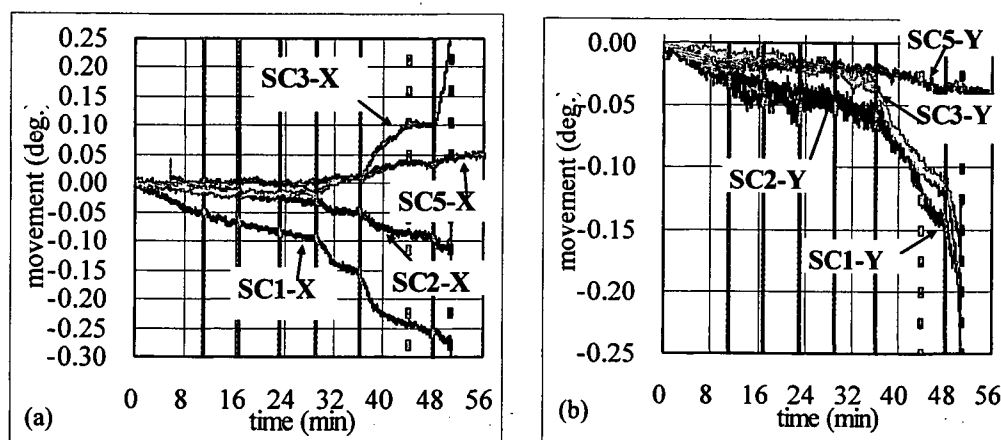 0.25
0.20
0.15
0.10
0.05
0.00
-0.05
-0.10
-0.15
-0.20
-0.25
-0.30
movement (deg.)
SC3-X
SC5-X
SC2-X
SC1-X
0 8 16 24 32 40 48 56
time (min)
(a)
0.00
-0.05
-0.10
-0.15
-0.20
-0.25
movement (deg.)
SC5-Y
SC3-Y
SC2-Y
SC1-Y
0 8 16 24 32 40 48 56
time (min)
(b)